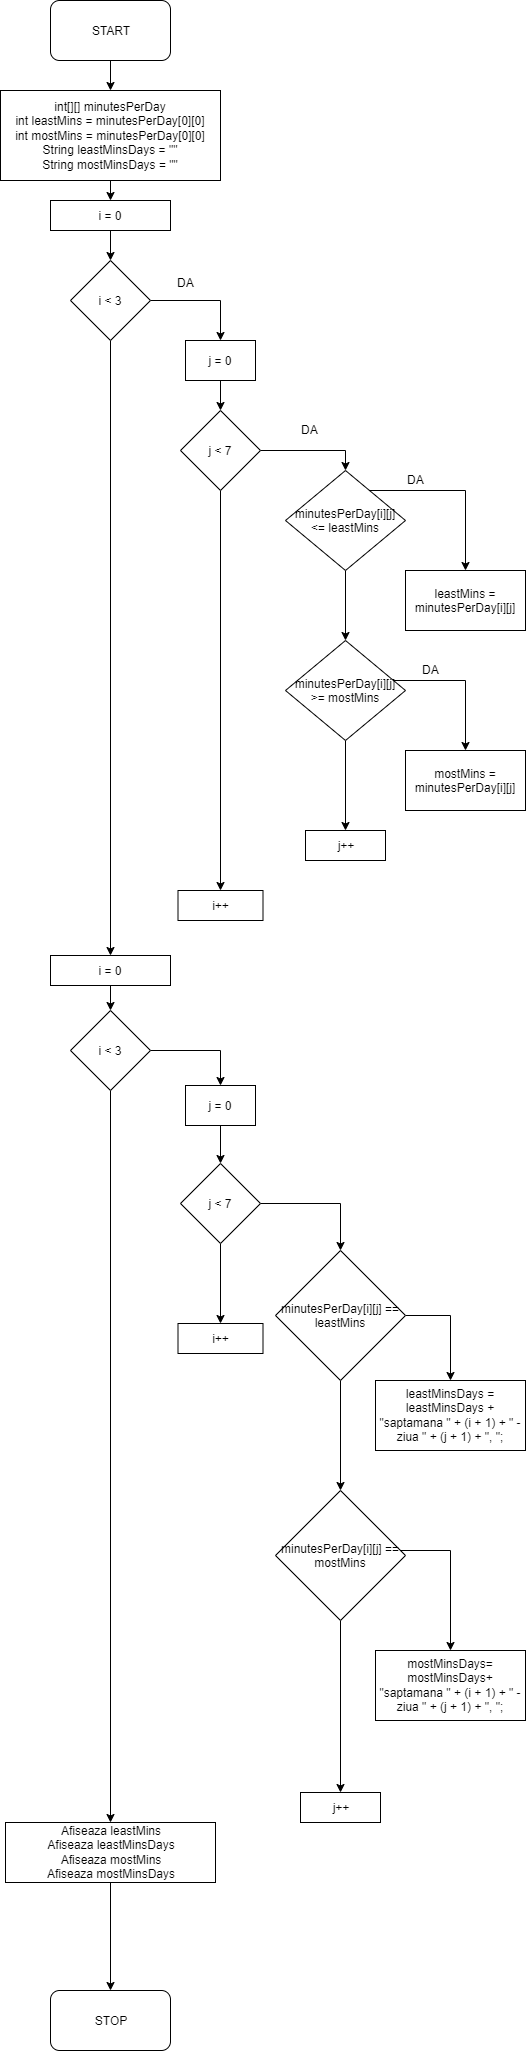 START
int[][] minutesPerDay
int leastMins = minutesPerDay[0][0]
int mostMins = minutesPerDay[0][0]
String leastMinsDays = ""
String mostMinsDays = ""
i = 0
i < 3
DA
j = 0
j < 7
DA
minutesPerDay[i][j]
<= leastMins
DA
leastMins =
minutesPerDay[i][j]
minutesPerDay[i][j]
>= mostMins
DA
mostMins =
minutesPerDay[i][j]
j++
i++
i = 0
i < 3
j = 0
j < 7
minutesPerDay[i][j] ==
leastMins
i++
leastMinsDays =
leastMinsDays +
"saptamana " + (i + 1) + " -
ziua " + (j + 1) + ", ";
minutesPerDay[i][j] ==
mostMins
mostMinsDays=
mostMinsDays+
"saptamana " + (i + 1) + " -
ziua " + (j + 1) + ", ";
j++
Afiseaza leastMins
Afiseaza leastMinsDays
Afiseaza mostMins
Afiseaza mostMinsDays
STOP